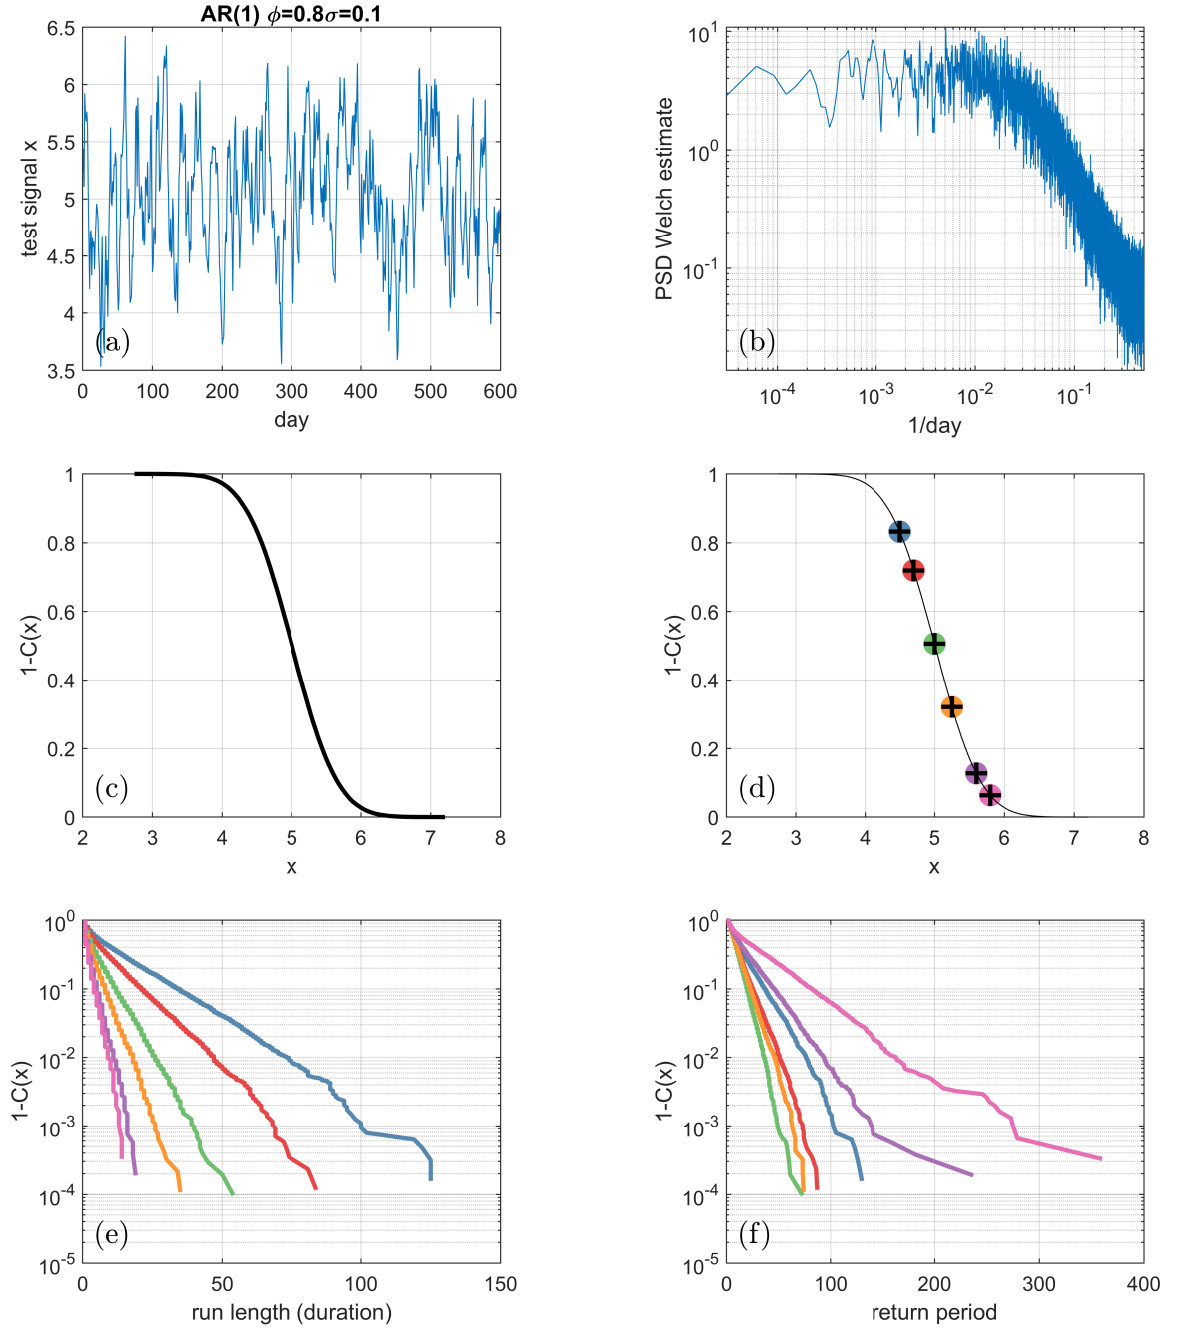 AR(1) ϕ=0.8σ=0.1
6.5
6
5.5
5
4.5
4
3.5
test signal x
(a)
0 100 200 300 400 500 600
day
10^1
10^0
10^-1
PSD Welch estimate
(b)
10^-4 10^-3 10^-2 10^-1
1/day
1
0.8
0.6
0.4
0.2
0
1-C(x)
(c)
2 3 4 5 6 7 8
x
1
0.8
0.6
0.4
0.2
0
1-C(x)
(d)
2 3 4 5 6 7 8
x
10^0
10^-1
10^-2
10^-3
10^-4
10^-5
1-C(x)
(e)
0 50 100 150
run length (duration)
10^0
10^-1
10^-2
10^-3
10^-4
10^-5
1-C(x)
(f)
0 100 200 300 400
return period